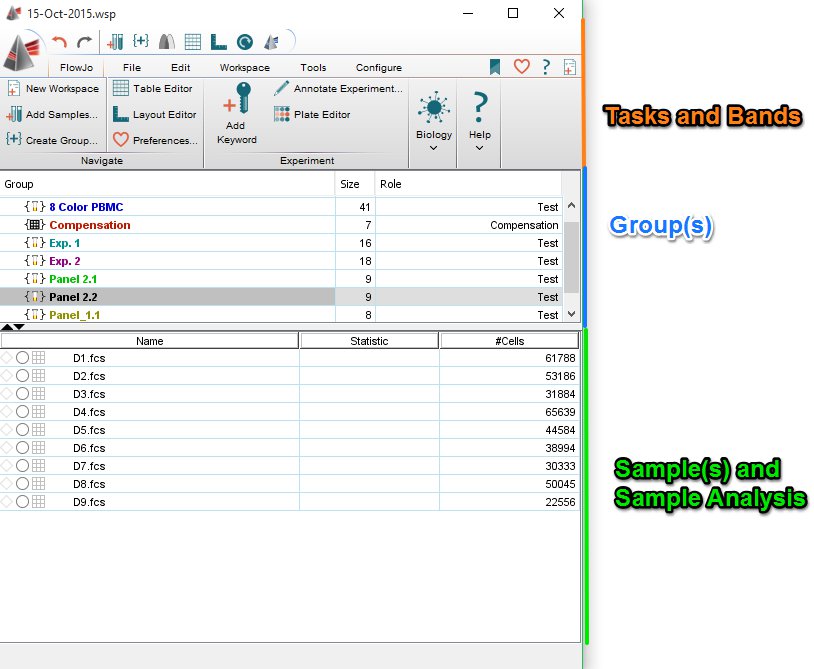 15-Oct-2015.wsp
FlowJo File Edit Workspace Tools Configure
New Workspace Table Editor Annotate Experiment...
Add Samples... Layout Editor Add Keyword Plate Editor Biology Help
Create Group... Preferences...
Navigate Experiment
Tasks and Bands
Group Size Role
8 Color PBMC 41 Test
Compensation 7 Compensation
Group(s)
Exp. 1 16 Test
Exp. 2 18 Test
Panel 2.1 9 Test
Panel 2.2 9 Test
Panel_1.1 8 Test
Name Statistic #Cells
D1.fcs 61788
D2.fcs 53186
D3.fcs 31884
D4.fcs 65639
D5.fcs 44584
D6.fcs 38994
D7.fcs 30333
D8.fcs 50045
D9.fcs 22556
Sample(s) and
Sample Analysis